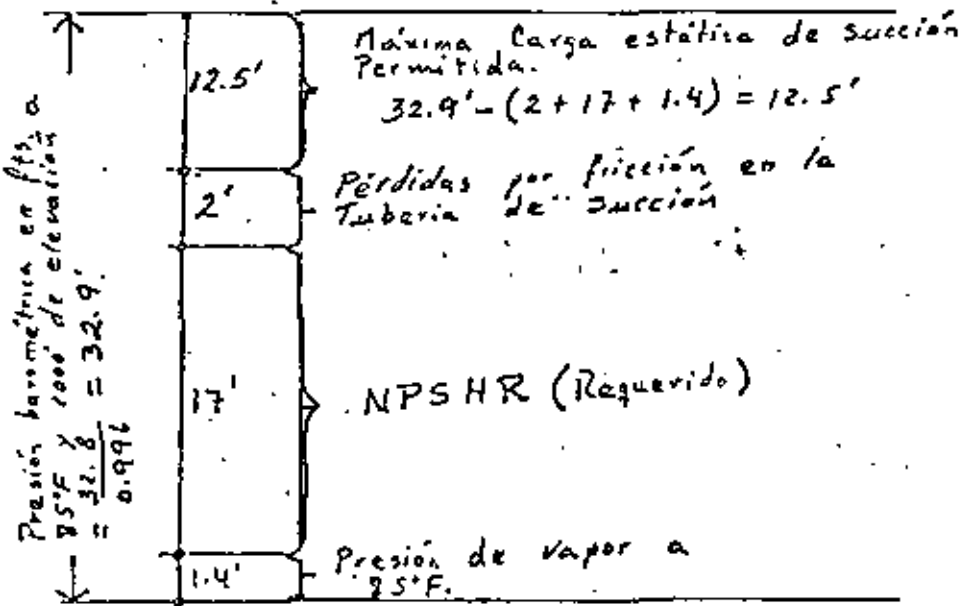 Presión barométrica en fts. a
85°F y 1000' de elevación
= 32.8 / 0.996 = 32.9'
12.5'
Máxima Carga estática de Succión
Permitida.
32.9' - (2 + 17 + 1.4) = 12.5'
2'
Pérdidas por fricción en la
Tuberia de Succión
17'
NPSHR (Requerido)
1.4'
Presión de vapor a
85°F.